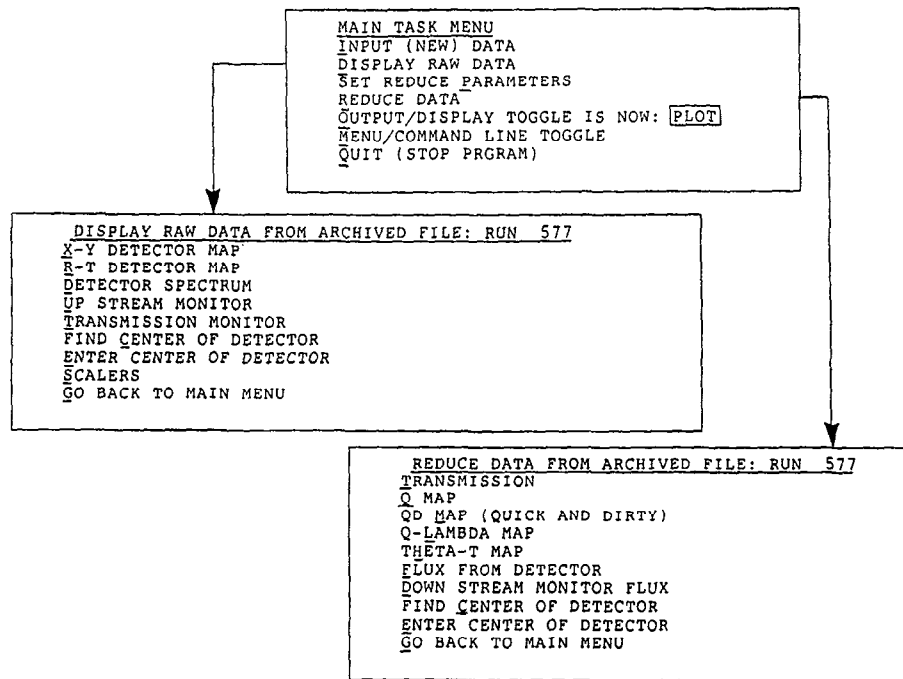 MAIN TASK MENU
INPUT (NEW) DATA
DISPLAY RAW DATA
SET REDUCE PARAMETERS
REDUCE DATA
OUTPUT/DISPLAY TOGGLE IS NOW: PLOT
MENU/COMMAND LINE TOGGLE
QUIT (STOP PRGRAM)
DISPLAY RAW DATA FROM ARCHIVED FILE: RUN 577
X-Y DETECTOR MAP
R-T DETECTOR MAP
DETECTOR SPECTRUM
UP STREAM MONITOR
TRANSMISSION MONITOR
FIND CENTER OF DETECTOR
ENTER CENTER OF DETECTOR
SCALERS
GO BACK TO MAIN MENU
REDUCE DATA FROM ARCHIVED FILE: RUN 577
TRANSMISSION
Q MAP
QD MAP (QUICK AND DIRTY)
Q-LAMBDA MAP
THETA-T MAP
FLUX FROM DETECTOR
DOWN STREAM MONITOR FLUX
FIND CENTER OF DETECTOR
ENTER CENTER OF DETECTOR
GO BACK TO MAIN MENU